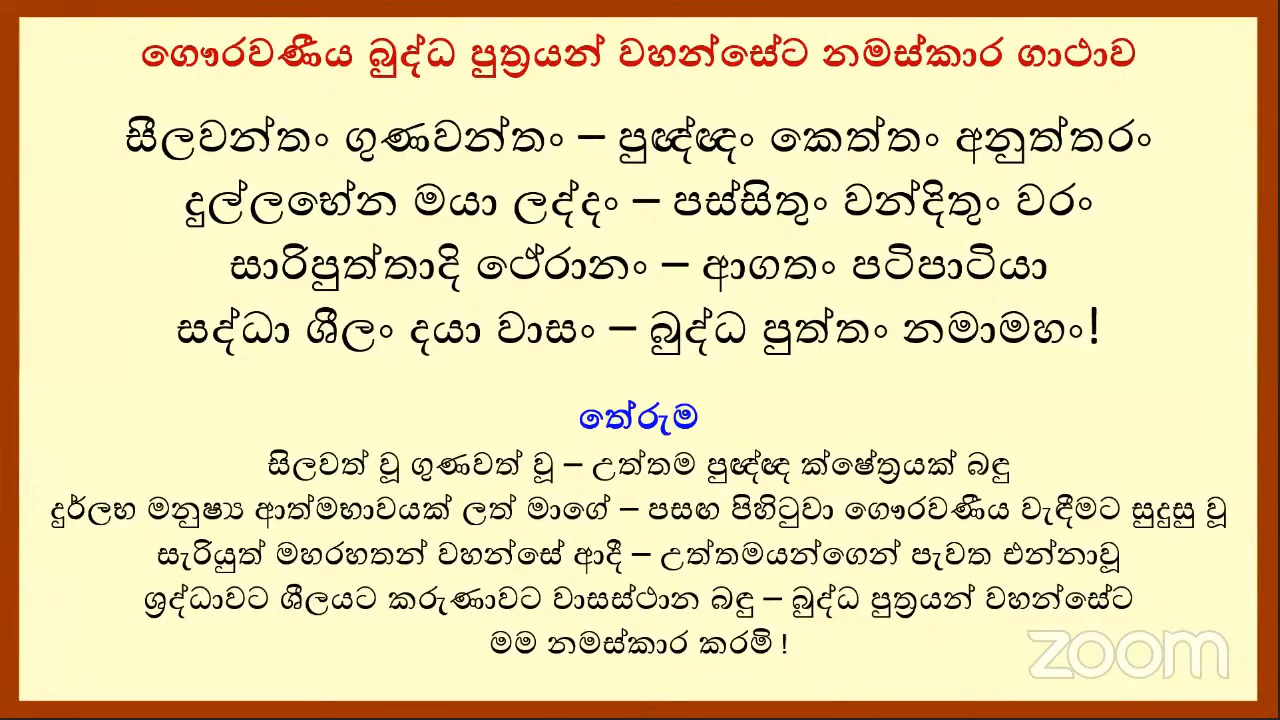 ගෞරවණීය බුද්ධ පුත්‍රයන් වහන්සේට නමස්කාර ගාථාව
සීලවන්තං ගුණවන්තං – පුඥ්ඥං කෙත්තං අනුත්තරං
දුල්ලභේන මයා ලද්දං – පස්සිතුං වන්දිතුං වරං
සාරිපුත්තාදි ථේරානං – ආගතං පටිපාටියා
සද්ධා ශීලං දයා වාසං – බුද්ධ පුත්තං නමාමහං!
තේරුම
සිලවත් වූ ගුණවත් වූ – උත්තම පුඥ්ඥ ක්ෂේත්‍රයක් බඳු
දුර්ලභ මනුෂ්‍ය ආත්මභාවයක් ලත් මාගේ – පසඟ පිහිටුවා ගෞරවණීය වැඳීමට සුදුසු වූ
සැරියුත් මහරහතන් වහන්සේ ආදී – උත්තමයන්ගෙන් පැවත එන්නාවූ
ශ්‍රද්ධාවට ශීලයට කරුණාවට වාසස්ථාන බඳු – බුද්ධ පුත්‍රයන් වහන්සේට
මම නමස්කාර කරමි !
zoom